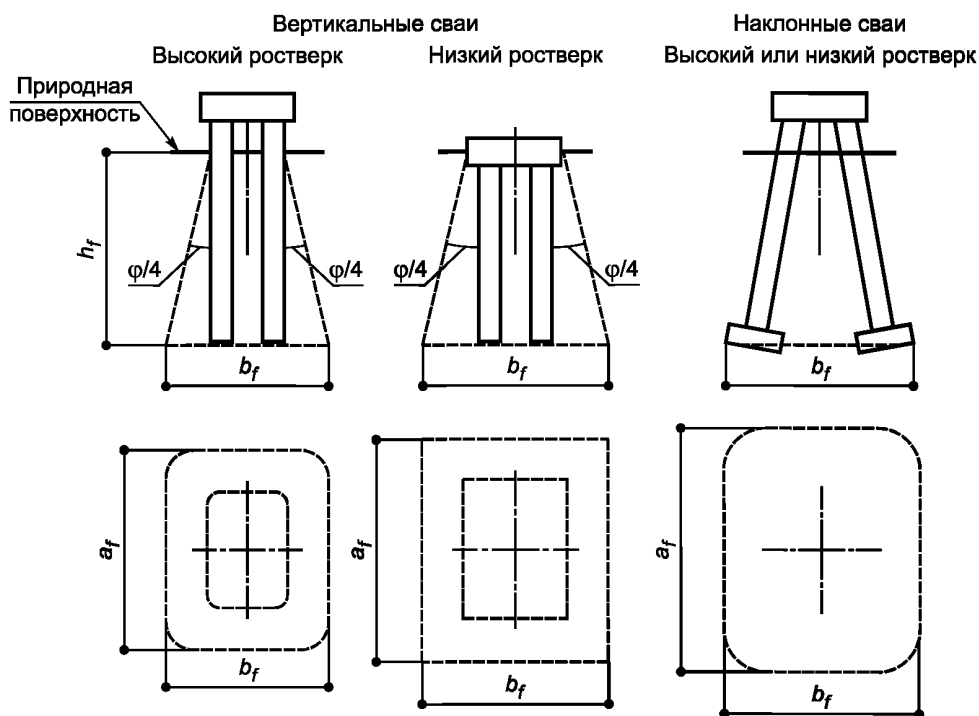 Вертикальные сваи
Высокий ростверк
Низкий ростверк
Наклонные сваи
Высокий или низкий ростверк
Природная
поверхность
h_f
φ/4
φ/4
φ/4
φ/4
b_f
b_f
b_f
a_f
a_f
a_f
b_f
b_f
b_f